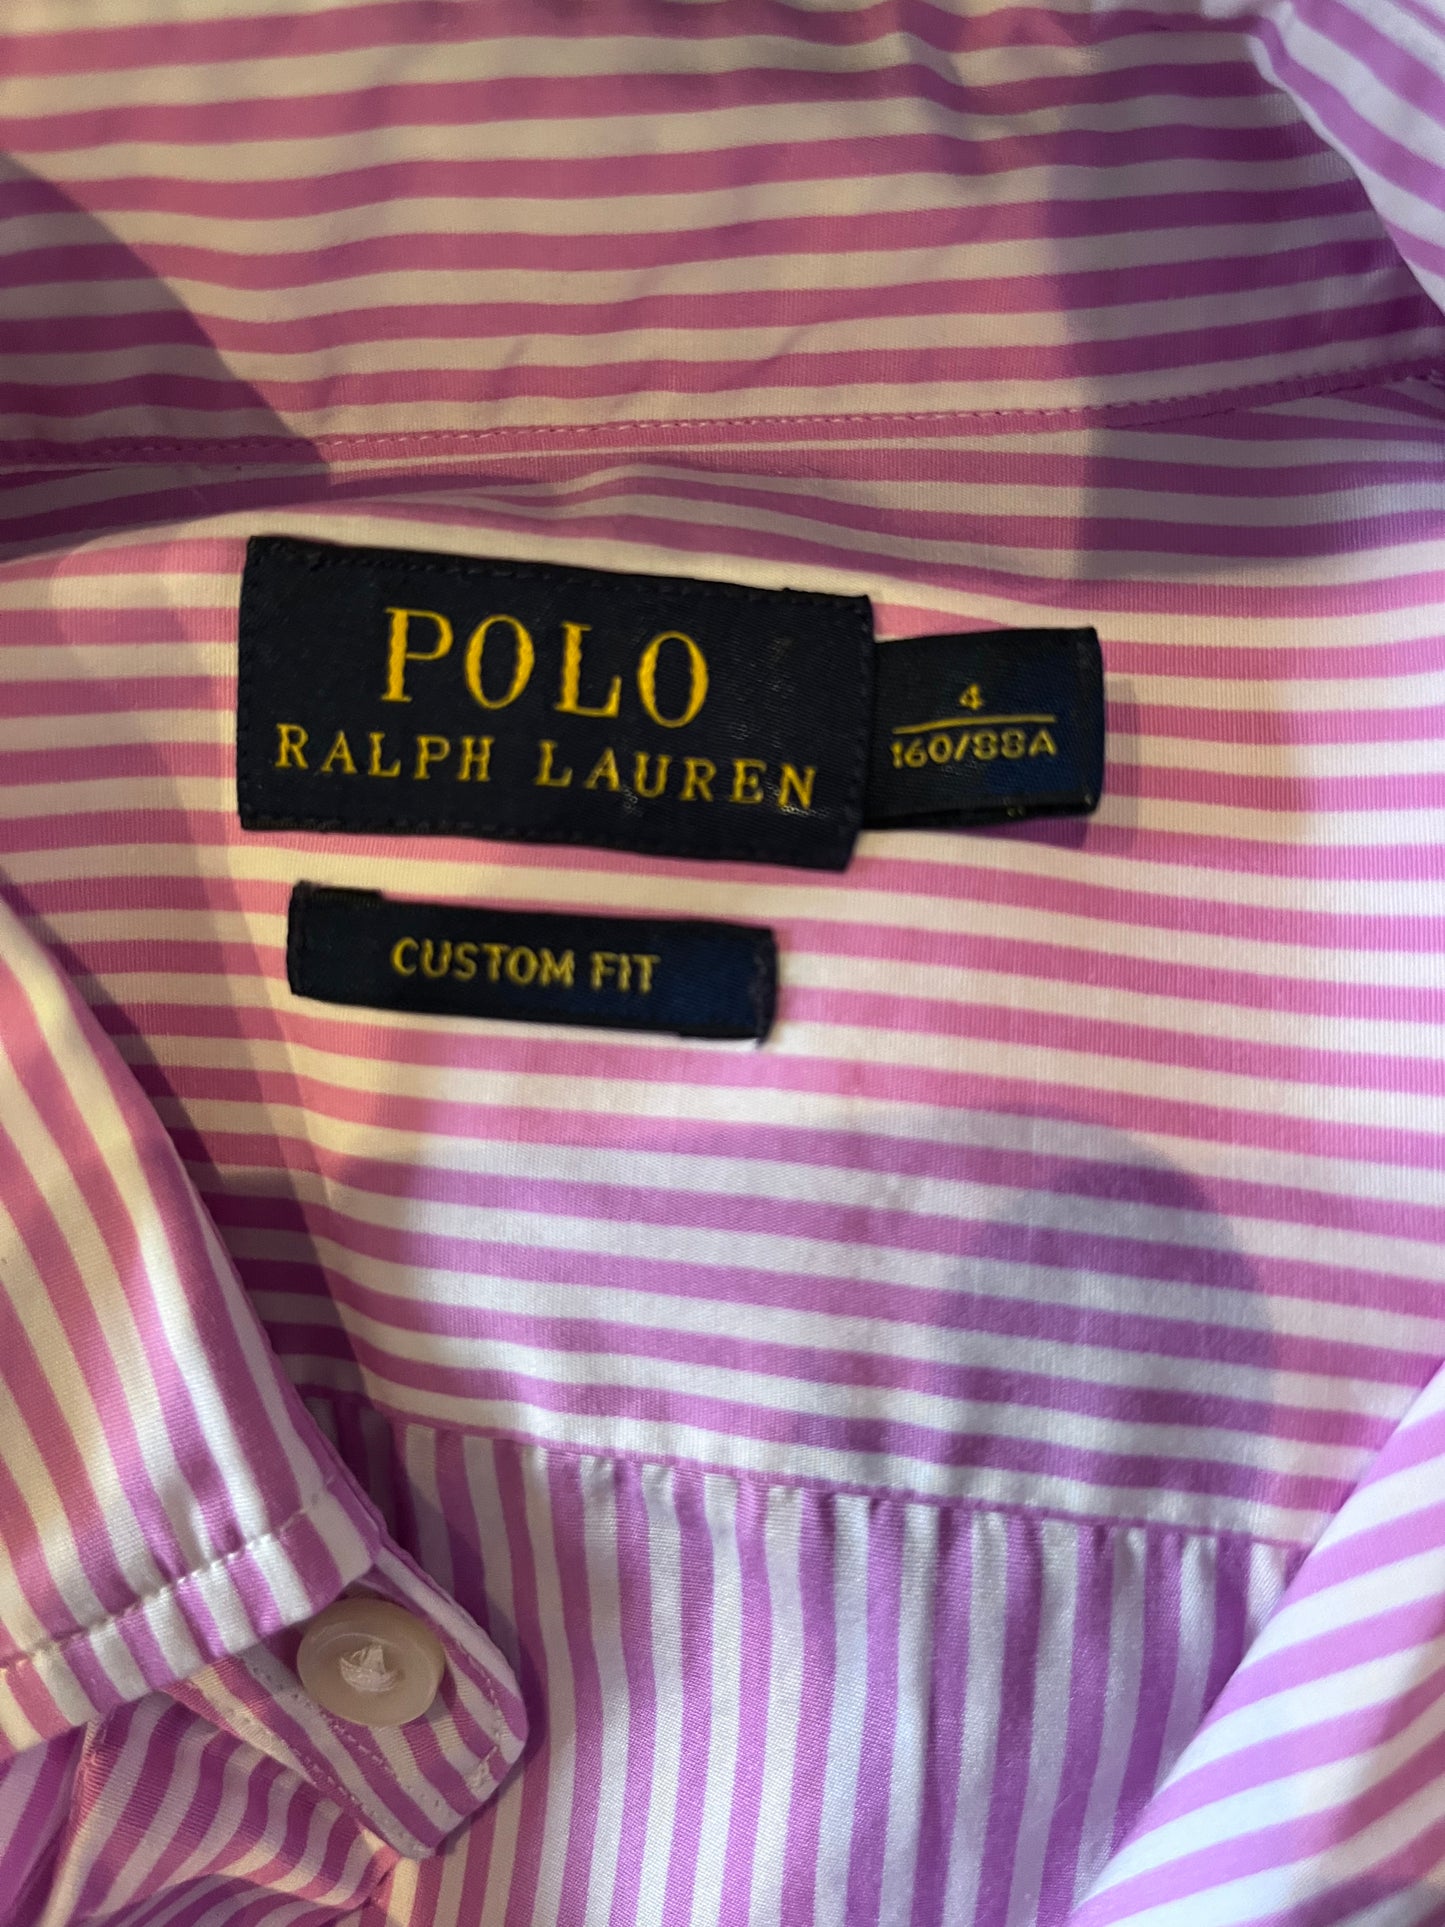 POLO
RALPH LAUREN
4
160/88A
CUSTOM FIT